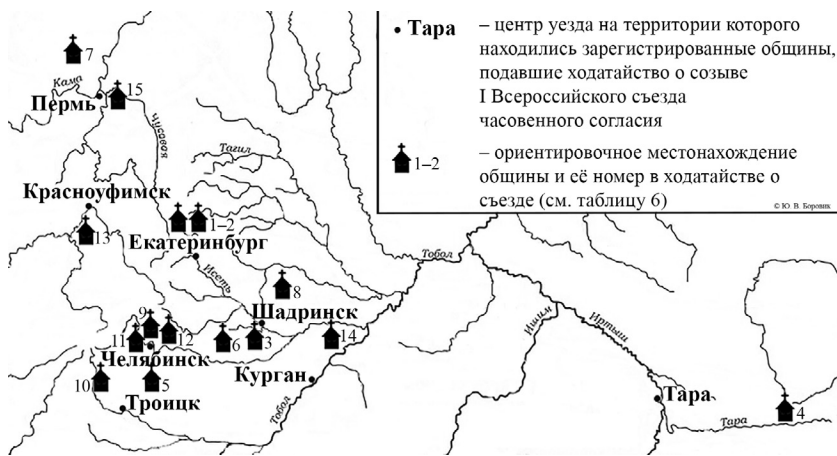 • Тара – центр уезда на территории которого
находились зарегистрированные общины,
подавшие ходатайство о созыве
I Всероссийского съезда
часовенного согласия
1–2 – ориентировочное местонахождение
общины и её номер в ходатайстве о
съезде (см. таблицу 6)
© Ю. В. Боровик
7
Кама
15
Пермь
Чусовая
Тагил
Красноуфимск
13
1–2
Екатеринбург
Исеть
Тобол
8
Шадринск
9
11
12
6
3
14
Челябинск
10
5
Курган
Троицк
Тобол
Ишим
Иртыш
Тара
4
Тара